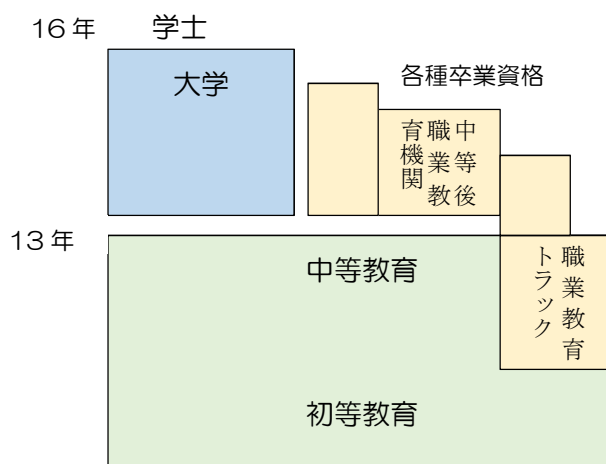 16年
学士
大学
各種卒業資格
中等後
職業教
育機関
13年
中等教育
職業教育
トラック
初等教育